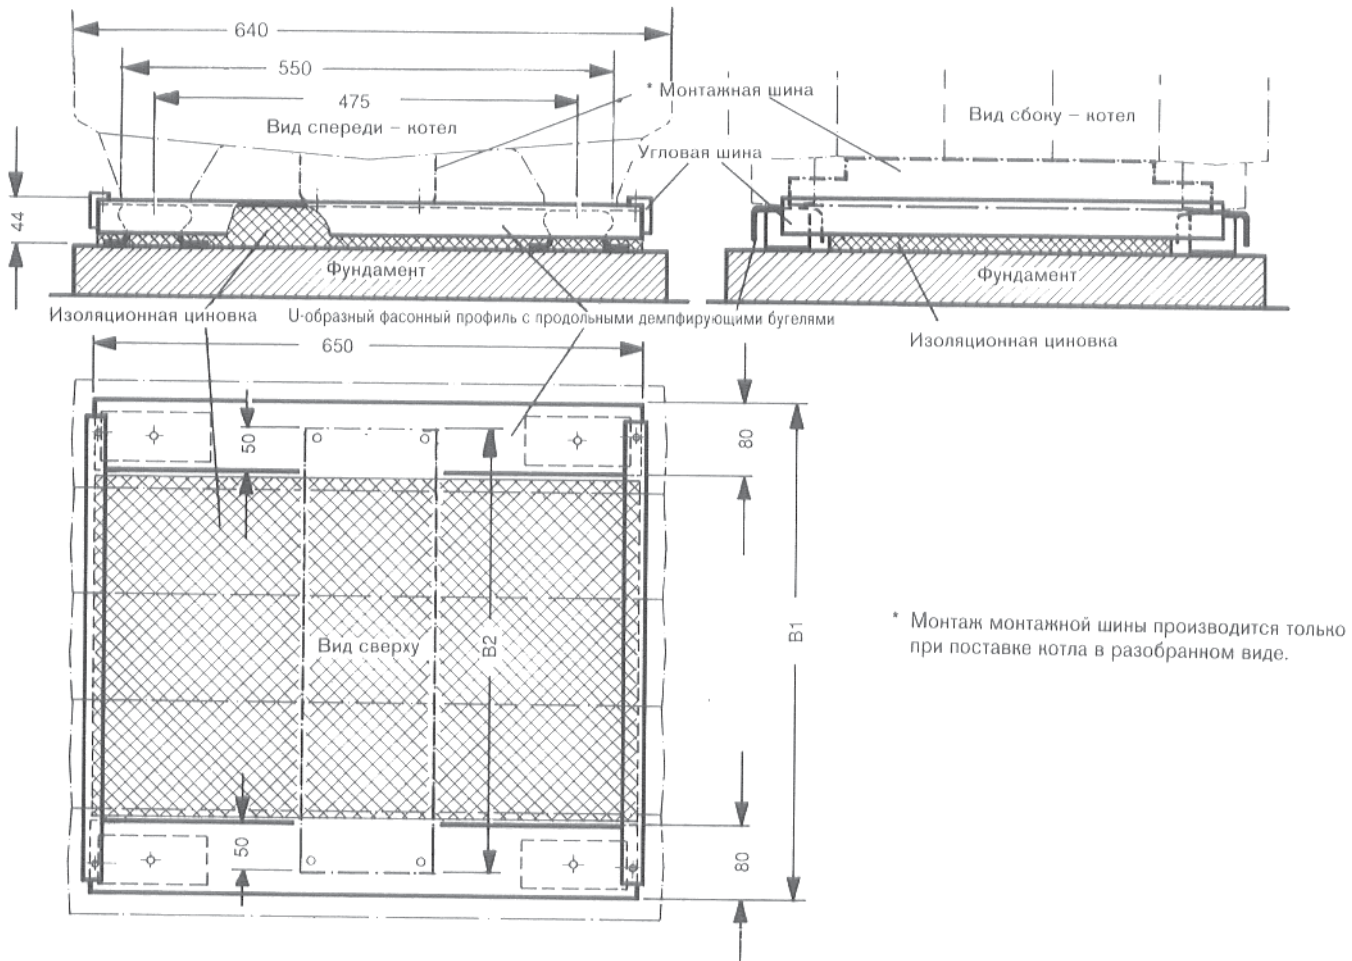 640
550
475
Вид спереди – котел
* Монтажная шина
Вид сбоку – котел
Угловая шина
44
Фундамент
Фундамент
Изоляционная циновка
U-образный фасонный профиль с продольными демпфирующими бугелями
Изоляционная циновка
650
50
80
Вид сверху
B2
B1
* Монтаж монтажной шины производится только
при поставке котла в разобранном виде.
50
80